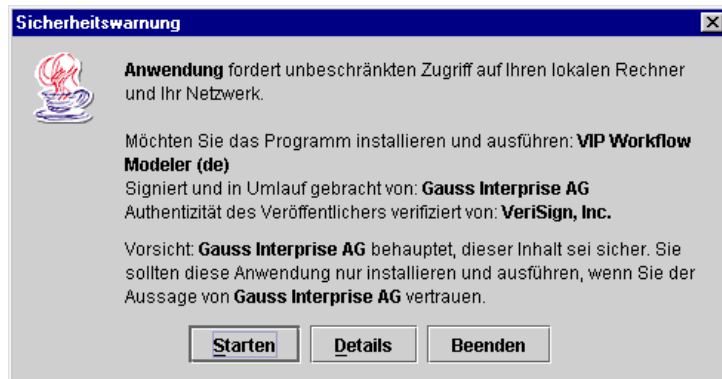 Sicherheitswarnung
Anwendung fordert unbeschränkten Zugriff auf Ihren lokalen Rechner
und Ihr Netzwerk.
Möchten Sie das Programm installieren und ausführen: VIP Workflow
Modeler (de)
Signiert und in Umlauf gebracht von: Gauss Interprise AG
Authentizität des Veröffentlichers verifiziert von: VeriSign, Inc.
Vorsicht: Gauss Interprise AG behauptet, dieser Inhalt sei sicher. Sie
sollten diese Anwendung nur installieren und ausführen, wenn Sie der
Aussage von Gauss Interprise AG vertrauen.
Starten Details Beenden